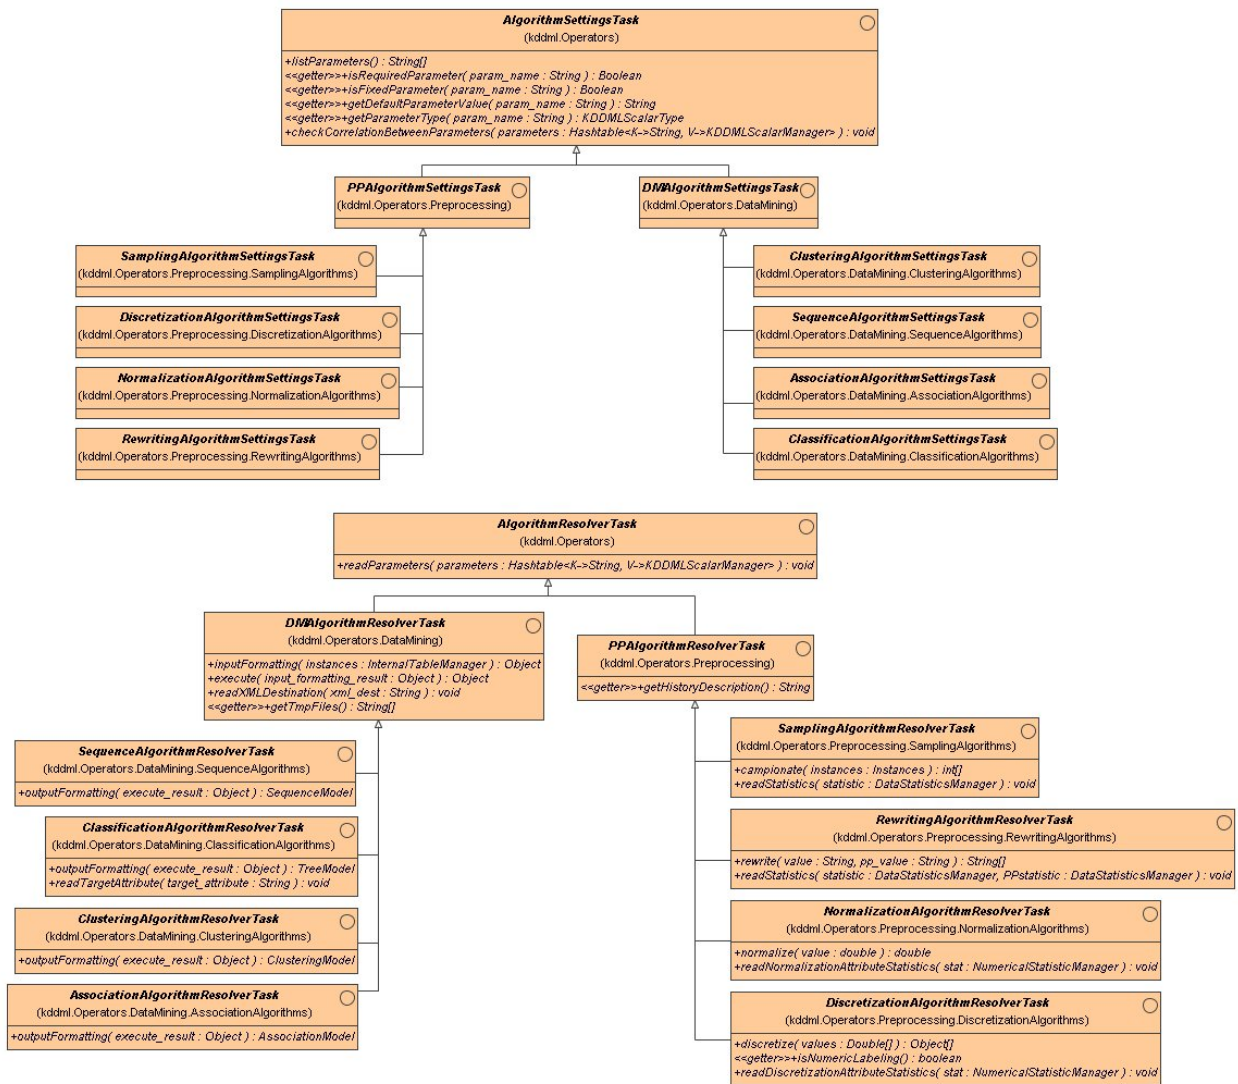 AlgorithmSettingsTask
(kddml.Operators)
+listParameters() : String[]
<<getter>>+isRequiredParameter( param_name : String ) : Boolean
<<getter>>+isFixedParameter( param_name : String ) : Boolean
<<getter>>+getDefaultParameterValue( param_name : String ) : String
<<getter>>+getParameterType( param_name : String ) : KDDMLScalarType
+checkCorrelationBetweenParameters( parameters : Hashtable<K->String, V->KDDMLScalarManager> ) : void
PPAlgorithmSettingsTask
(kddml.Operators.Preprocessing)
DMAlgorithmSettingsTask
(kddml.Operators.DataMining)
SamplingAlgorithmSettingsTask
(kddml.Operators.Preprocessing.SamplingAlgorithms)
DiscretizationAlgorithmSettingsTask
(kddml.Operators.Preprocessing.DiscretizationAlgorithms)
NormalizationAlgorithmSettingsTask
(kddml.Operators.Preprocessing.NormalizationAlgorithms)
RewritingAlgorithmSettingsTask
(kddml.Operators.Preprocessing.RewritingAlgorithms)
ClusteringAlgorithmSettingsTask
(kddml.Operators.DataMining.ClusteringAlgorithms)
SequenceAlgorithmSettingsTask
(kddml.Operators.DataMining.SequenceAlgorithms)
AssociationAlgorithmSettingsTask
(kddml.Operators.DataMining.AssociationAlgorithms)
ClassificationAlgorithmSettingsTask
(kddml.Operators.DataMining.ClassificationAlgorithms)
AlgorithmResolverTask
(kddml.Operators)
+readParameters( parameters : Hashtable<K->String, V->KDDMLScalarManager> ) : void
DMAlgorithmResolverTask
(kddml.Operators.DataMining)
+inputFormatting( instances : InternalTableManager ) : Object
+execute( input_formatting_result : Object ) : Object
+readXMLDestination( xml_dest : String ) : void
<<getter>>+getTmpFiles() : String[]
PPAlgorithmResolverTask
(kddml.Operators.Preprocessing)
<<getter>>+getHistoryDescription() : String
SequenceAlgorithmResolverTask
(kddml.Operators.DataMining.SequenceAlgorithms)
+outputFormatting( execute_result : Object ) : SequenceModel
ClassificationAlgorithmResolverTask
(kddml.Operators.DataMining.ClassificationAlgorithms)
+outputFormatting( execute_result : Object ) : TreeModel
+readTargetAttribute( target_attribute : String ) : void
ClusteringAlgorithmResolverTask
(kddml.Operators.DataMining.ClusteringAlgorithms)
+outputFormatting( execute_result : Object ) : ClusteringModel
AssociationAlgorithmResolverTask
(kddml.Operators.DataMining.AssociationAlgorithms)
+outputFormatting( execute_result : Object ) : AssociationModel
SamplingAlgorithmResolverTask
(kddml.Operators.Preprocessing.SamplingAlgorithms)
+campionate( instances : Instances ) : int[]
+readStatistics( statistic : DataStatisticsManager ) : void
RewritingAlgorithmResolverTask
(kddml.Operators.Preprocessing.RewritingAlgorithms)
+rewrite( value : String, pp_value : String ) : String[]
+readStatistics( statistic : DataStatisticsManager, PPstatistic : DataStatisticsManager ) : void
NormalizationAlgorithmResolverTask
(kddml.Operators.Preprocessing.NormalizationAlgorithms)
+normalize( value : double ) : double
+readNormalizationAttributeStatistics( stat : NumericalStatisticManager ) : void
DiscretizationAlgorithmResolverTask
(kddml.Operators.Preprocessing.DiscretizationAlgorithms)
+discretize( values : Double[] ) : Object[]
<<getter>>+isNumericLabeling() : boolean
+readDiscretizationAttributeStatistics( stat : NumericalStatisticManager ) : void